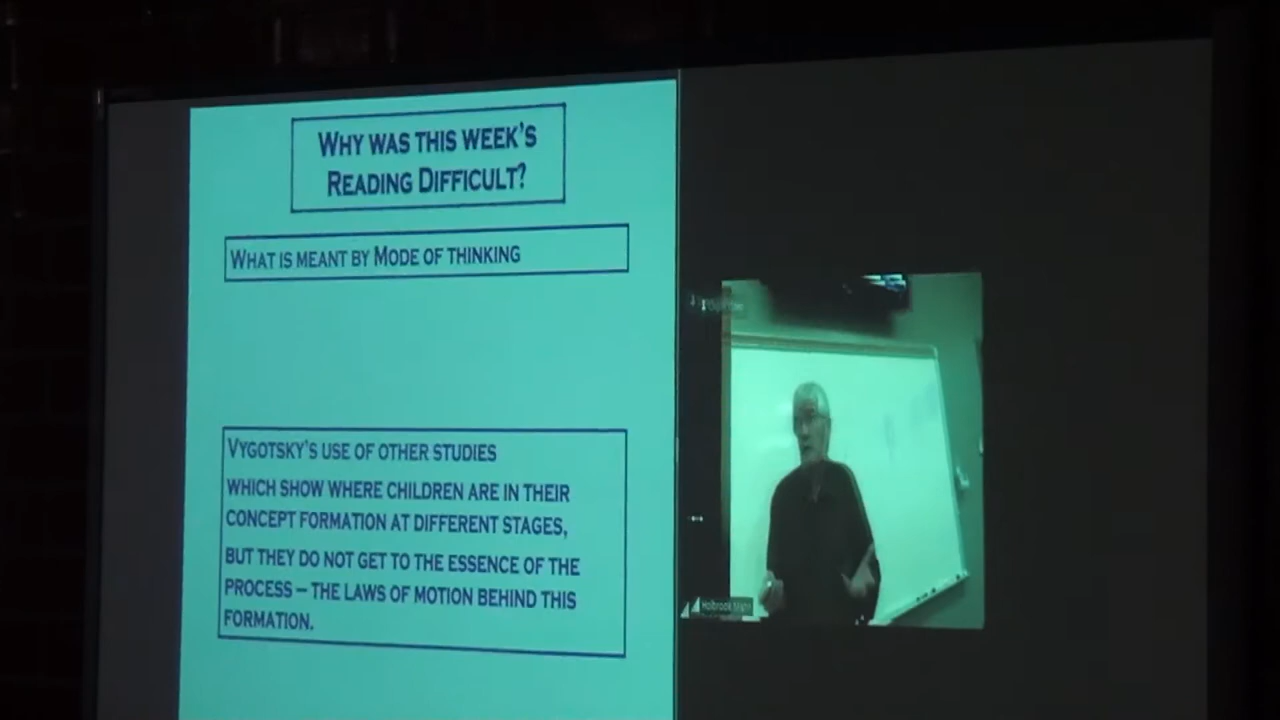 WHY WAS THIS WEEK'S
READING DIFFICULT?
WHAT IS MEANT BY MODE OF THINKING
VYGOTSKY'S USE OF OTHER STUDIES
WHICH SHOW WHERE CHILDREN ARE IN THEIR
CONCEPT FORMATION AT DIFFERENT STAGES,
BUT THEY DO NOT GET TO THE ESSENCE OF THE
PROCESS – THE LAWS OF MOTION BEHIND THIS
FORMATION.
Holbrook